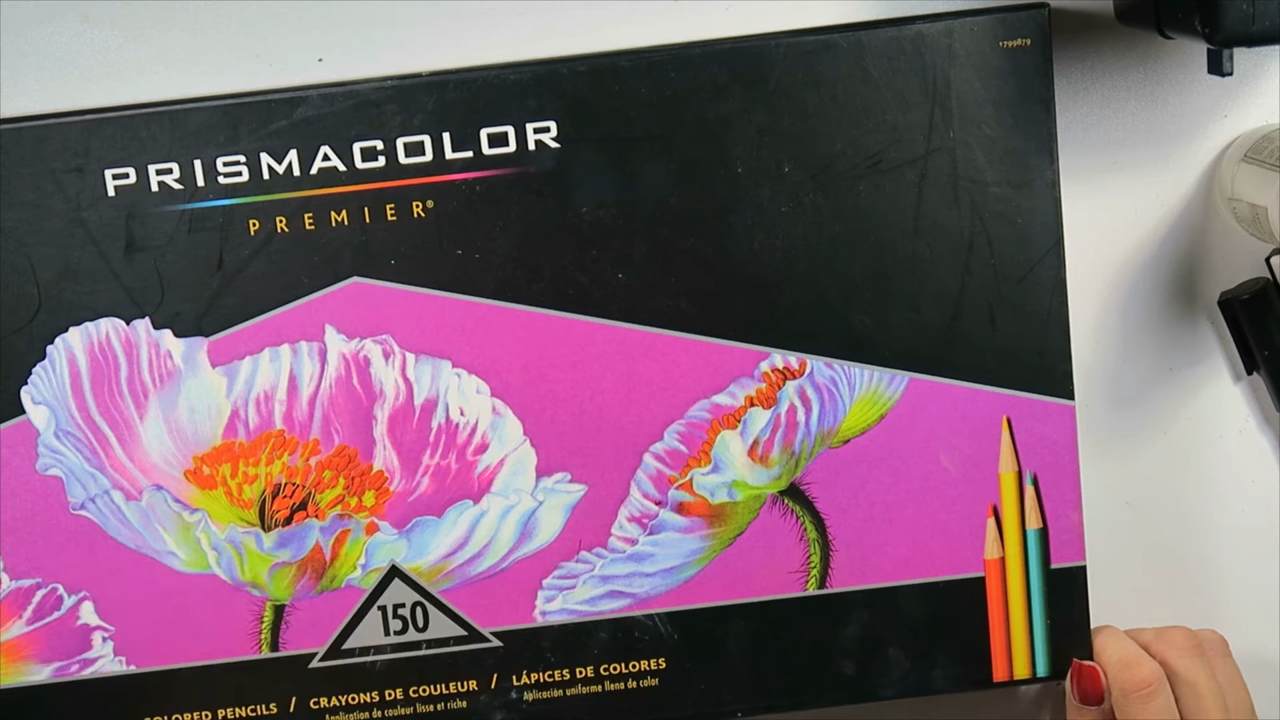 1799879
PRISMACOLOR
PREMIER®
150
COLORED PENCILS / CRAYONS DE COULEUR / LÁPICES DE COLORES
Application de couleur lisse et riche
Aplicación uniforme llena de color